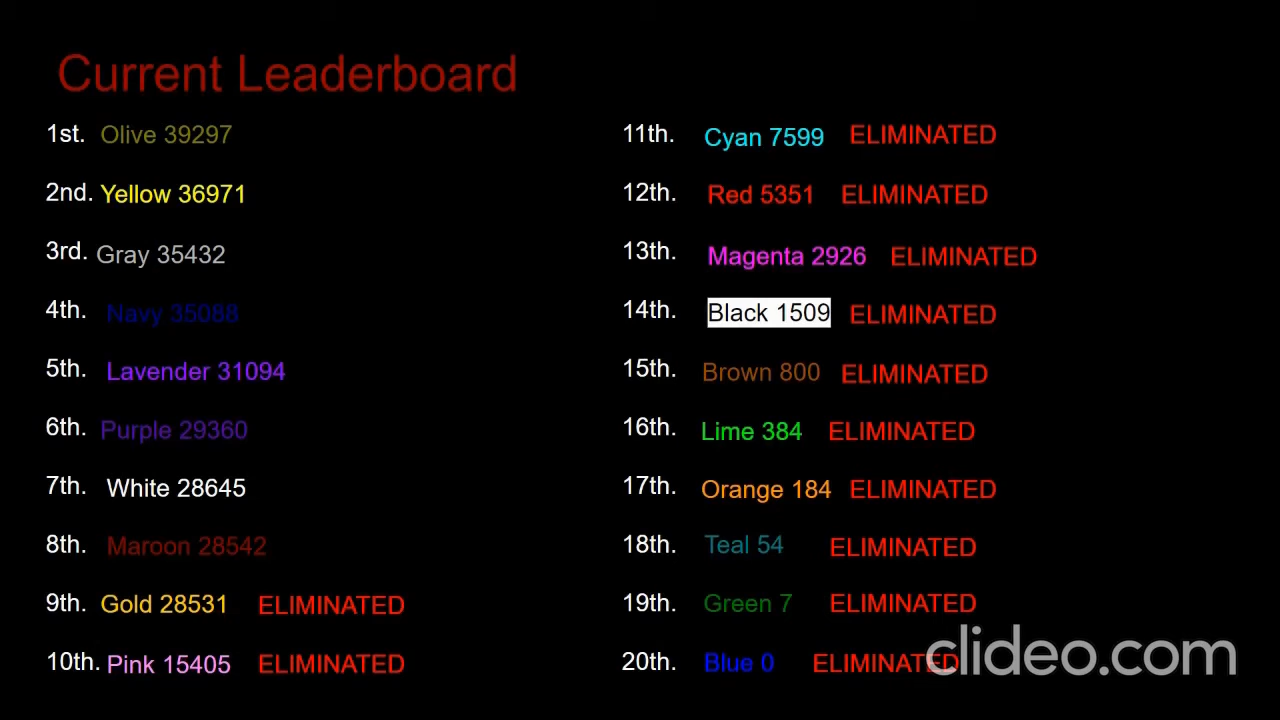 Current Leaderboard
1st. Olive 39297
2nd. Yellow 36971
3rd. Gray 35432
4th. Navy 35088
5th. Lavender 31094
6th. Purple 29360
7th. White 28645
8th. Maroon 28542
9th. Gold 28531 ELIMINATED
10th. Pink 15405 ELIMINATED
11th. Cyan 7599 ELIMINATED
12th. Red 5351 ELIMINATED
13th. Magenta 2926 ELIMINATED
14th. Black 1509 ELIMINATED
15th. Brown 800 ELIMINATED
16th. Lime 384 ELIMINATED
17th. Orange 184 ELIMINATED
18th. Teal 54 ELIMINATED
19th. Green 7 ELIMINATED
20th. Blue 0 ELIMINATED
clideo.com